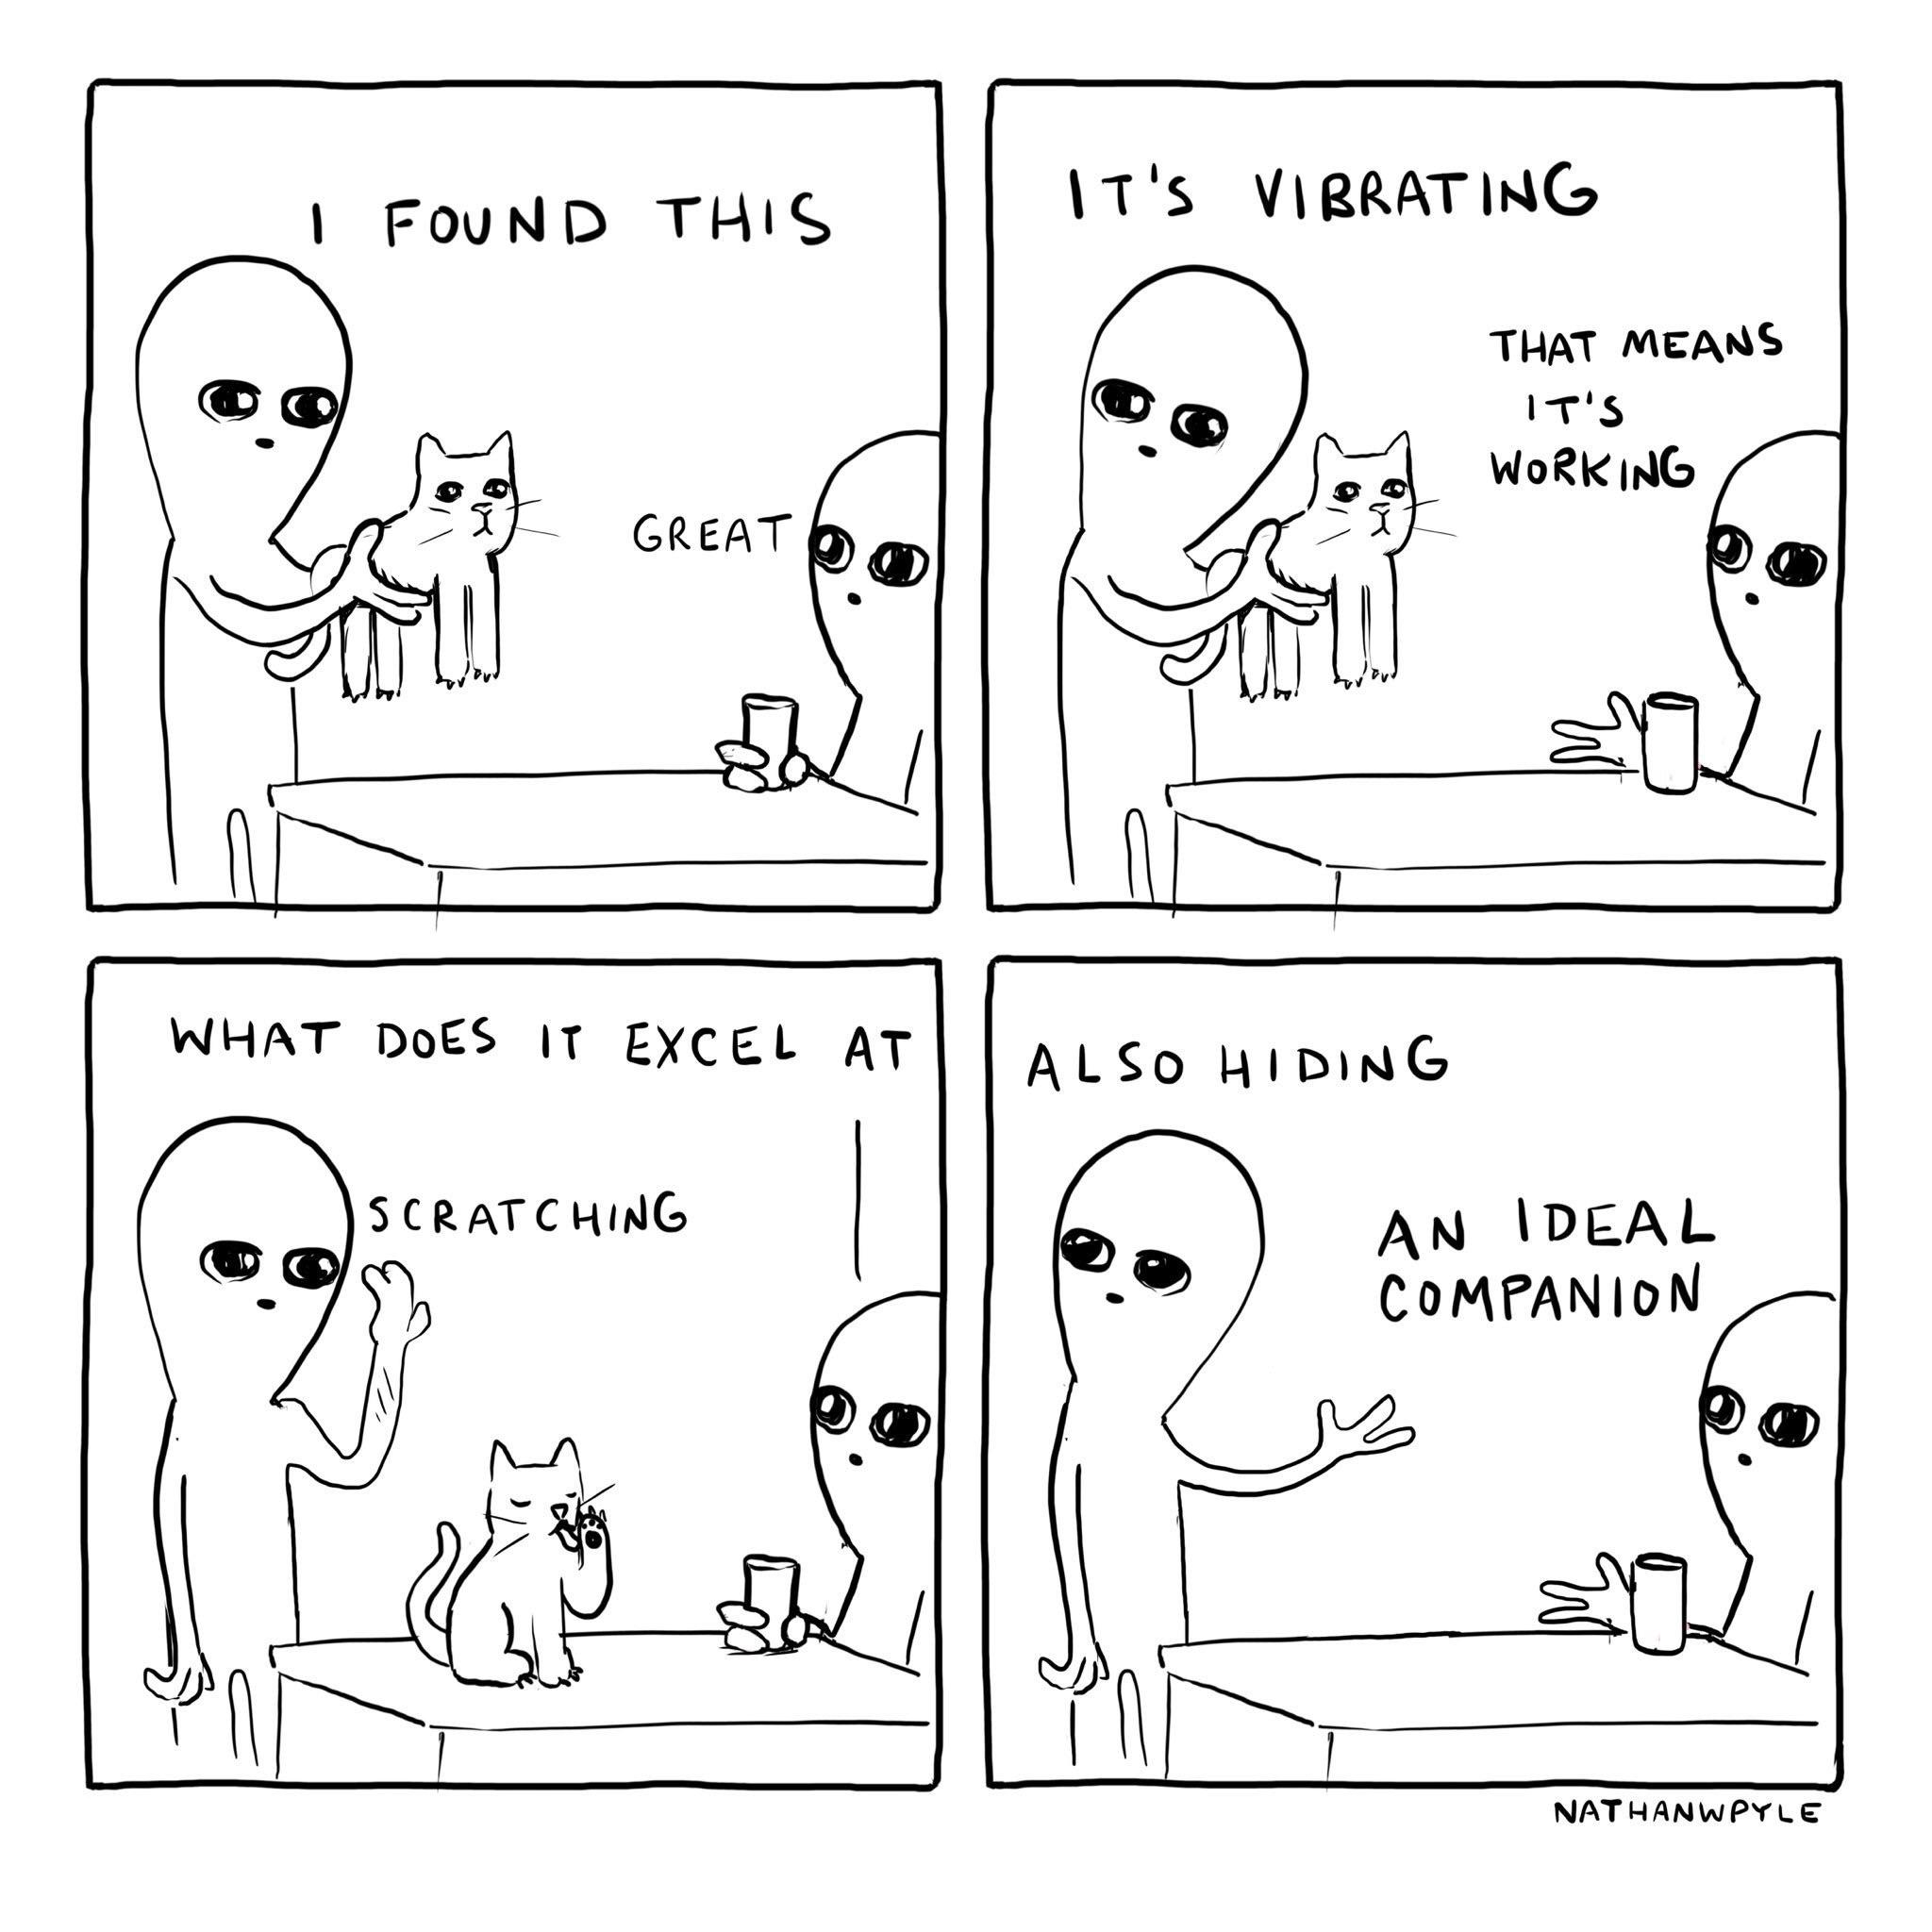 I FOUND THIS
GREAT
IT'S VIBRATING
THAT MEANS
IT'S
WORKING
WHAT DOES IT EXCEL AT
SCRATCHING
ALSO HIDING
AN IDEAL
COMPANION
NATHANWPYLE